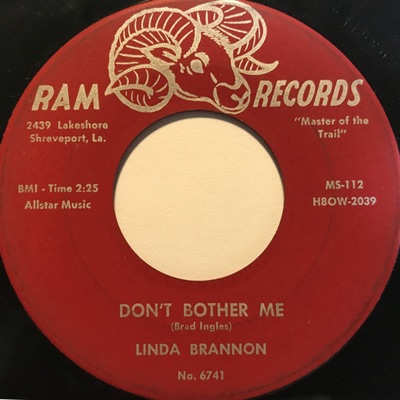 RAM RECORDS
2439 Lakeshore
Shreveport, La.
"Master of the
Trail"
BMI - Time 2:25
Allstar Music
MS-112
H8OW-2039
DON'T BOTHER ME
(Brad Ingles)
LINDA BRANNON
No. 6741